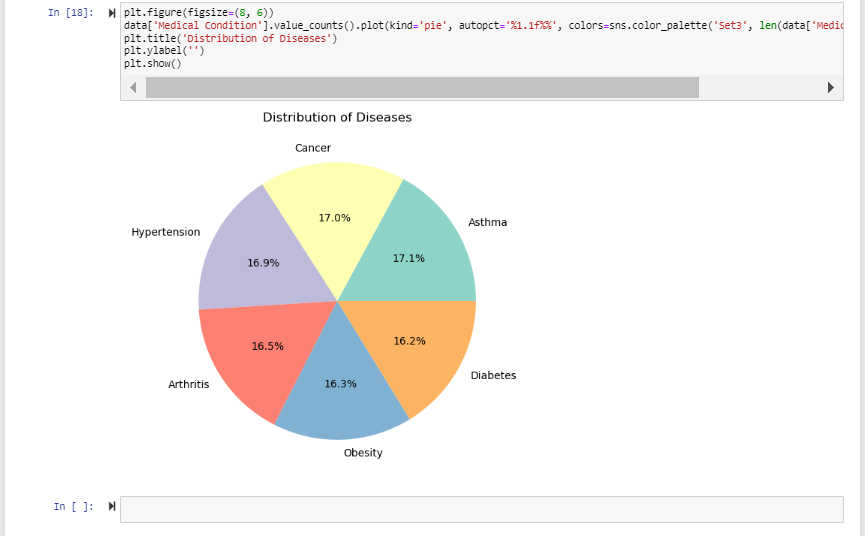 In [18]:
plt.figure(figsize=(8, 6))
data['Medical Condition'].value_counts().plot(kind='pie', autopct='%1.1f%%', colors=sns.color_palette('Set3', len(data['Medic
plt.title('Distribution of Diseases')
plt.ylabel('')
plt.show()
Distribution of Diseases
Cancer
Asthma
17.0%
Hypertension
17.1%
16.9%
16.2%
16.5%
Diabetes
16.3%
Arthritis
Obesity
In [ ]: